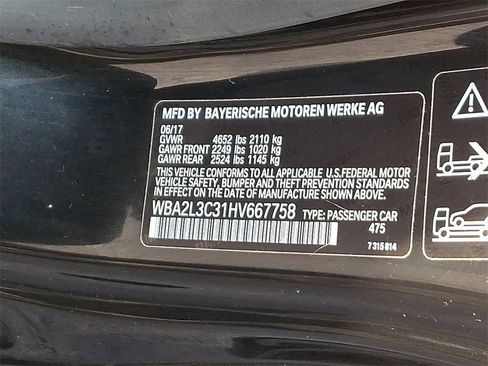 MFD BY BAYERISCHE MOTOREN WERKE AG
06/17
GVWR 4652 lbs 2110 kg
GAWR FRONT 2249 lbs 1020 kg
GAWR REAR 2524 lbs 1145 kg
THIS VEHICLE CONFORMS TO ALL APPLICABLE U.S.FEDERAL MOTOR
VEHICLE SAFETY, BUMPER AND THEFT PREVENTION STANDARDS
IN EFFECT ON THE DATE OF MANUFACTURE SHOWN ABOVE.
WBA2L3C31HV667758 TYPE: PASSENGER CAR
475
7315814